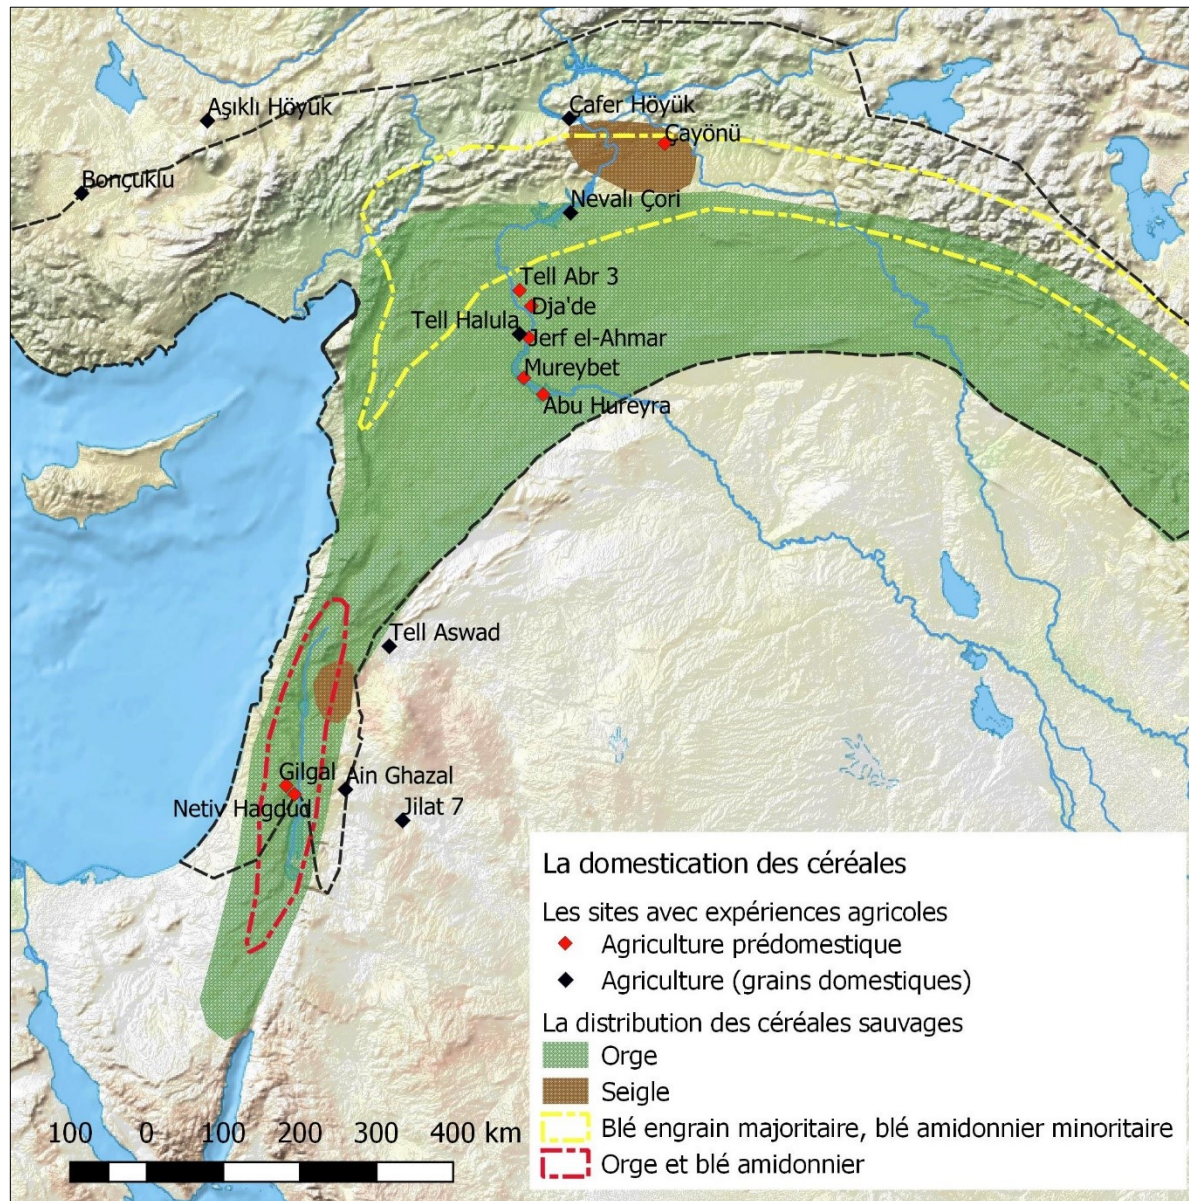 Aşıklı Höyük
Cafer Höyük
Çayönü
Bonçuklu
Nevalı Çori
Tell Abr 3
Dja'de
Tell Halula
Jerf el-Ahmar
Mureybet
Abu Hureyra
Tell Aswad
Gilgal
Ain Ghazal
Netiv Hagdud
Jilat 7
La domestication des céréales
Les sites avec expériences agricoles
Agriculture prédomestique
Agriculture (grains domestiques)
La distribution des céréales sauvages
Orge
Seigle
Blé engrain majoritaire, blé amidonnier minoritaire
Orge et blé amidonnier
100 0 100 200 300 400 km